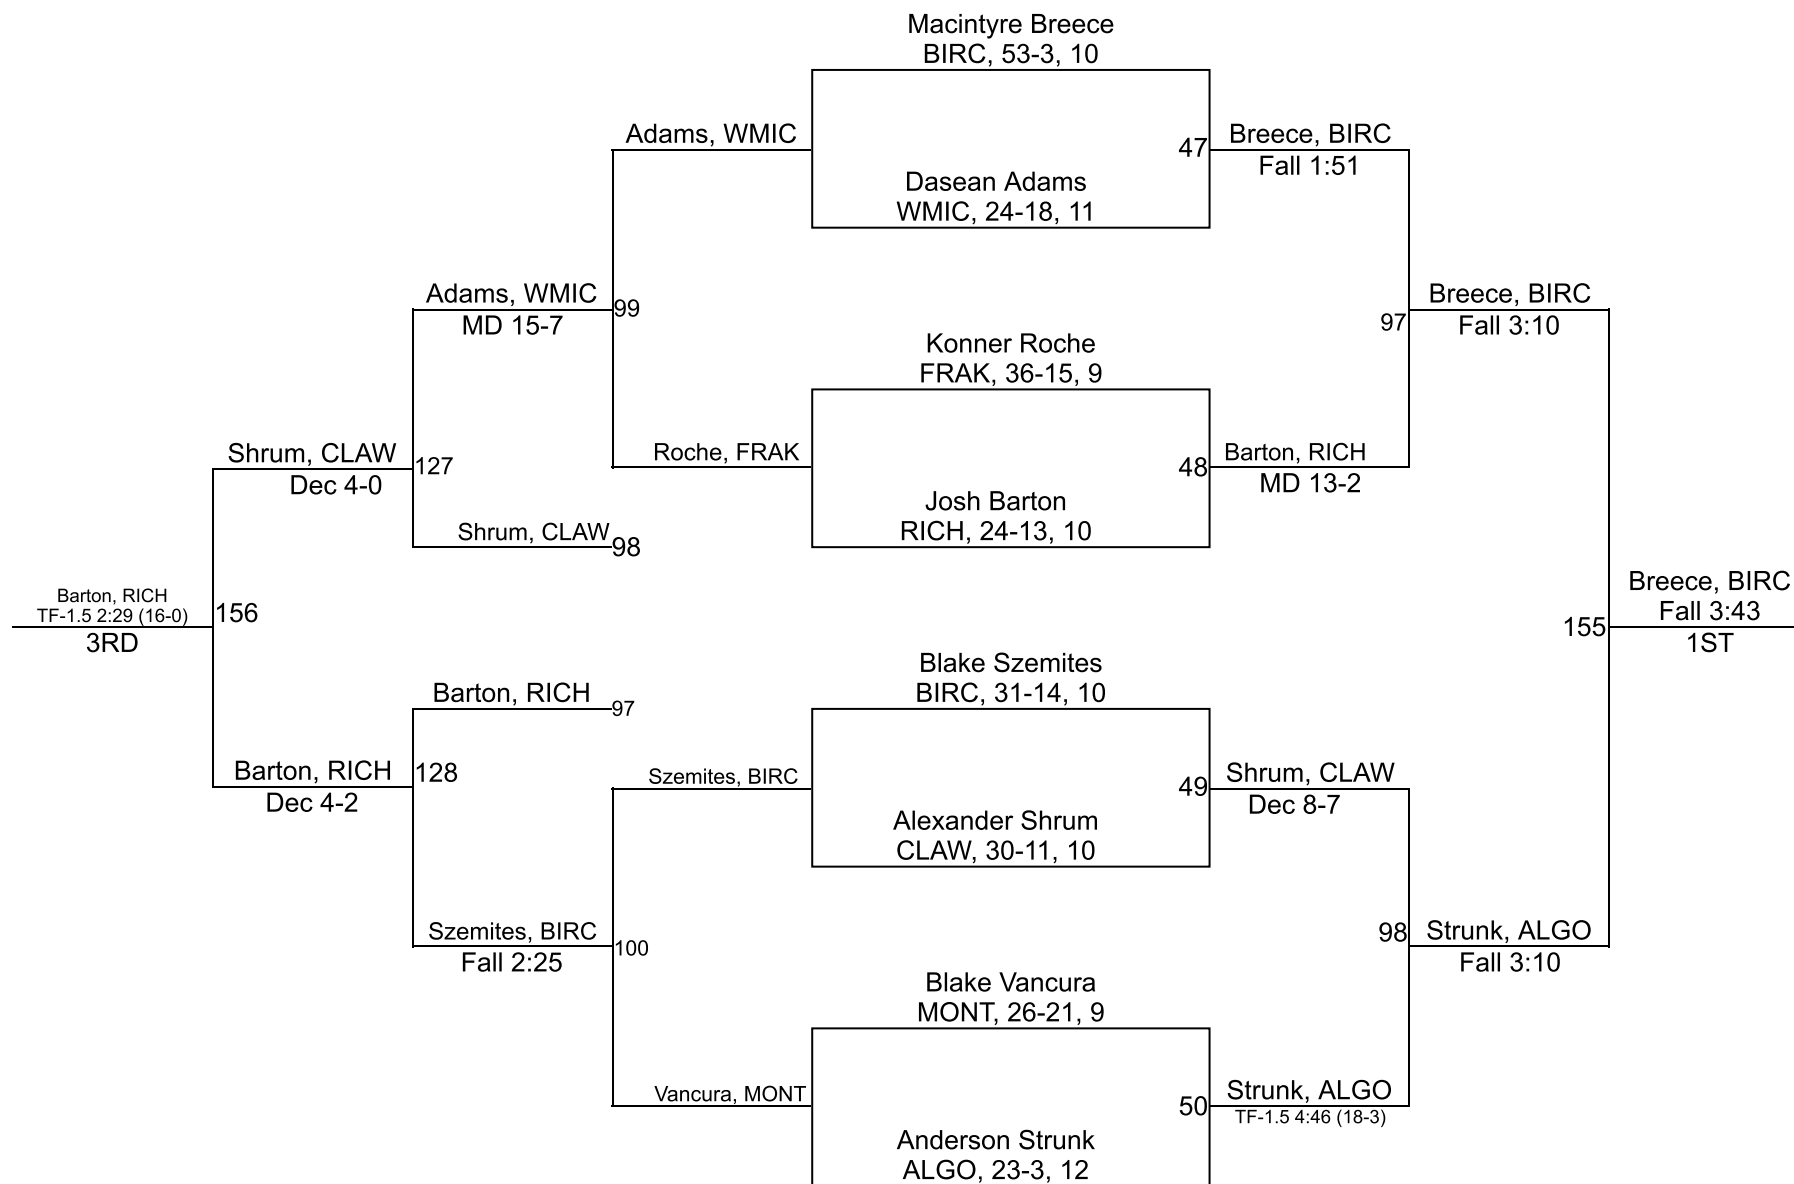 Macintyre Breece
BIRC, 53-3, 10
Adams, WMIC
47
Breece, BIRC
Fall 1:51
Dasean Adams
WMIC, 24-18, 11
Adams, WMIC
MD 15-7
99
Breece, BIRC
Fall 3:10
97
Konner Roche
FRAK, 36-15, 9
Shrum, CLAW
Dec 4-0
127
Roche, FRAK
48
Barton, RICH
MD 13-2
Josh Barton
RICH, 24-13, 10
Shrum, CLAW
98
Barton, RICH
TF-1.5 2:29 (16-0)
3RD
156
155
Breece, BIRC
Fall 3:43
1ST
Blake Szemites
BIRC, 31-14, 10
Barton, RICH
97
Barton, RICH
Dec 4-2
128
Szemites, BIRC
49
Shrum, CLAW
Dec 8-7
Alexander Shrum
CLAW, 30-11, 10
Szemites, BIRC
Fall 2:25
100
98
Strunk, ALGO
Fall 3:10
Blake Vancura
MONT, 26-21, 9
Vancura, MONT
50
Strunk, ALGO
TF-1.5 4:46 (18-3)
Anderson Strunk
ALGO, 23-3, 12